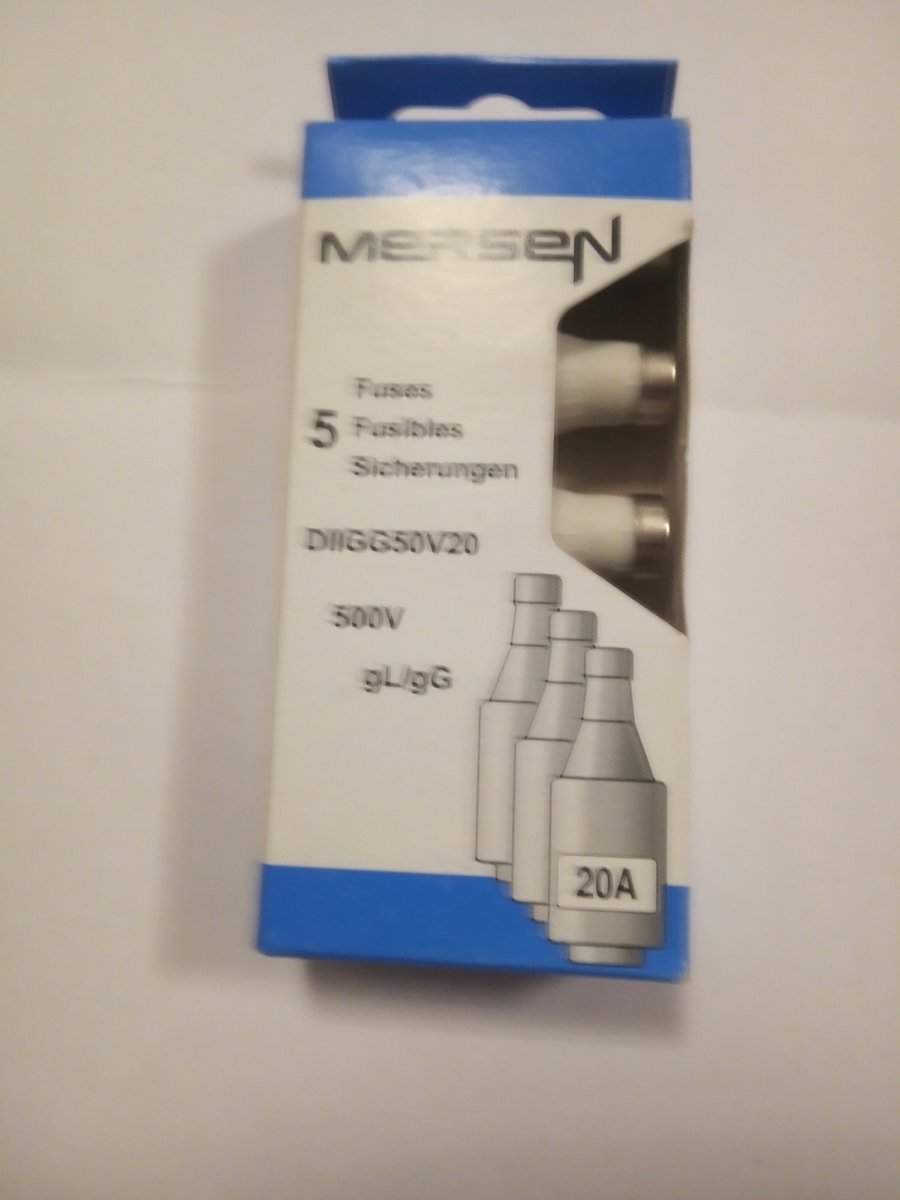 MERSEN
Fuses
5 Fusibles
Sicherungen
DIIGG50V20
500V
gL/gG
20A